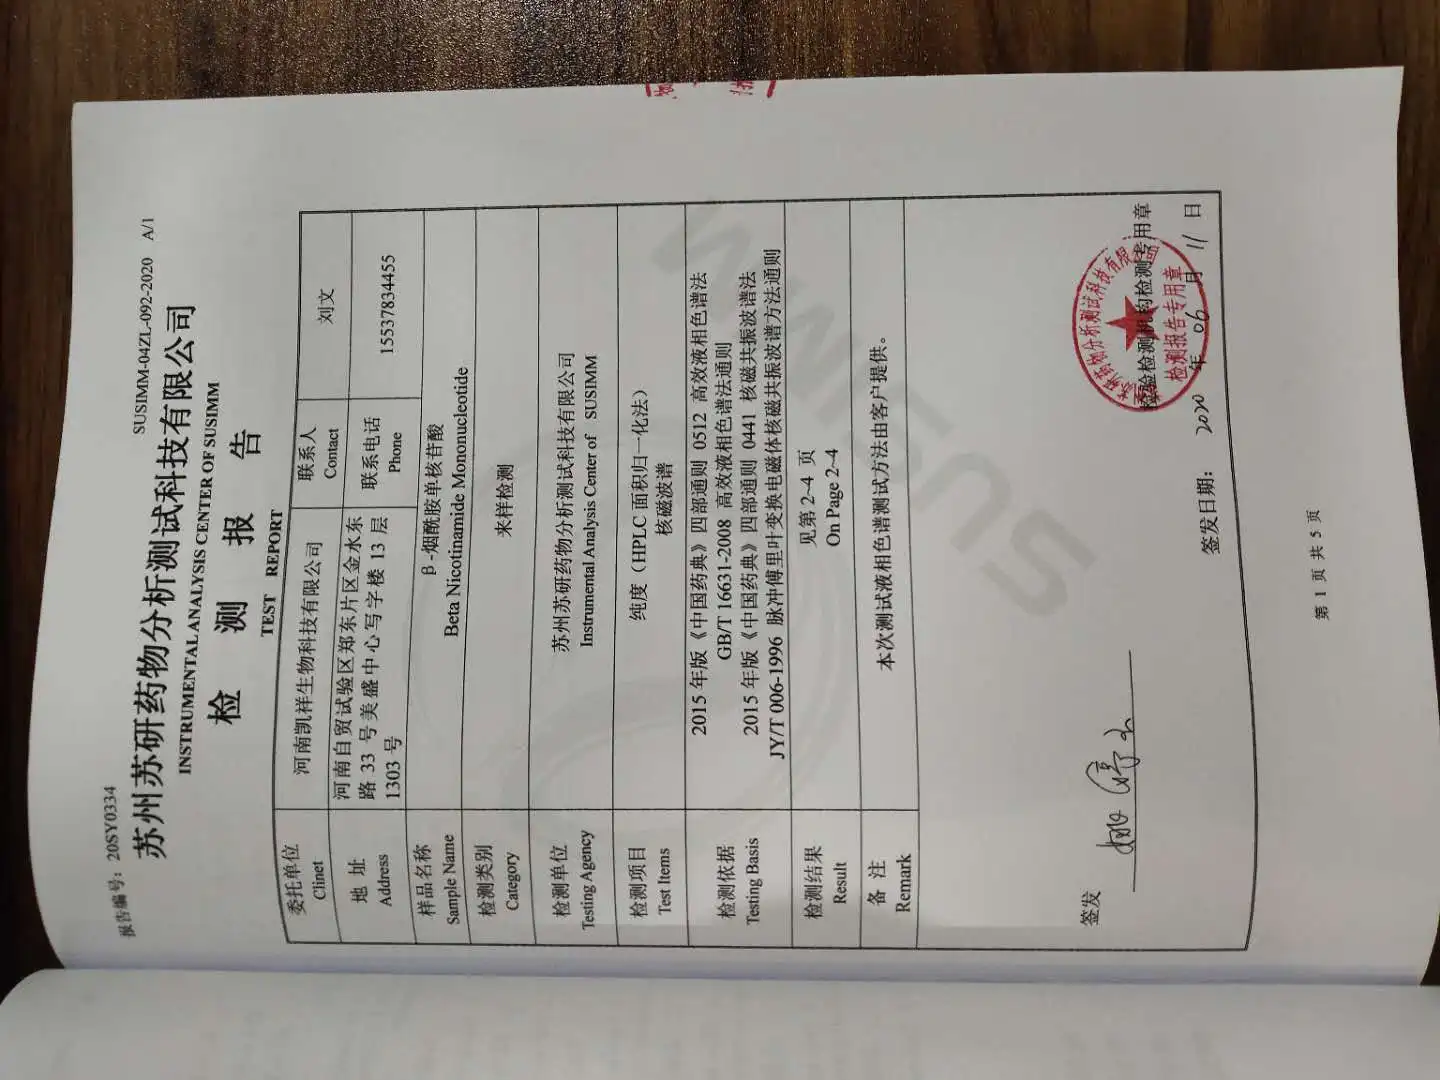 报告编号：20SY0334
SUSIMM-04ZL-092-2020 A/1
苏州苏研药物分析测试科技有限公司
INSTRUMENTAL ANALYSIS CENTER OF SUSIMM
检 测 报 告
TEST REPORT
委托单位
Clinet
河南凯祥生物科技有限公司
联系人
Contact
刘文
地 址
Address
河南自贸试验区郑东片区金水东
路 33 号美盛中心写字楼 13 层
1303 号
联系电话
Phone
15537834455
样品名称
Sample Name
β-烟酰胺单核苷酸
Beta Nicotinamide Mononucleotide
检测类别
Category
来样检测
检测单位
Testing Agency
苏州苏研药物分析测试科技有限公司
Instrumental Analysis Center of SUSIMM
检测项目
Test Items
纯度（HPLC 面积归一化法）
核磁波谱
检测依据
Testing Basis
2015 年版《中国药典》四部通则 0512 高效液相色谱法
GB/T 16631-2008 高效液相色谱法通则
2015 年版《中国药典》四部通则 0441 核磁共振波谱法
JY/T 006-1996 脉冲傅里叶变换电磁体核磁共振波谱方法通则
检测结果
Result
见第 2~4 页
On Page 2~4
备 注
Remark
本次测试液相色谱测试方法由客户提供。
SUSIMM
签发
检验检测机构检测专用章
检测报告专用章
签发日期： 2020 年 06 月 11 日
第 1 页 共 5 页